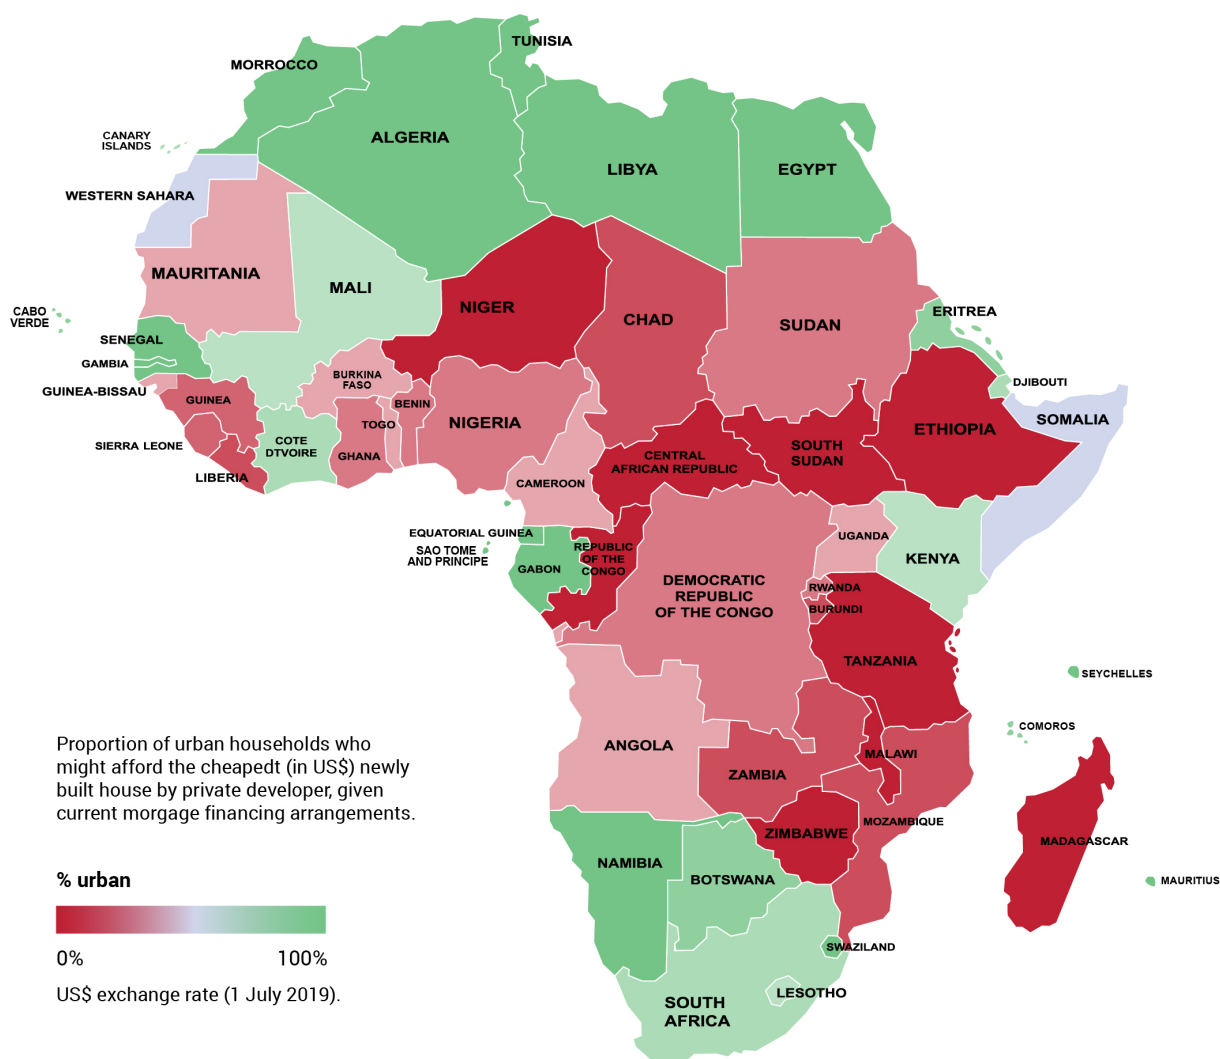 TUNISIA
MORROCCO
ALGERIA
CANARY
ISLANDS
LIBYA
EGYPT
WESTERN SAHARA
MAURITANIA
MALI
NIGER
CHAD
SUDAN
ERITREA
CABO
VERDE
SENEGAL
GAMBIA
GUINEA-BISSAU
BURKINA
FASO
DJIBOUTI
GUINEA
BENIN
NIGERIA
TOGO
SOMALIA
ETHIOPIA
SIERRA LEONE
COTE
DTVOIRE
GHANA
SOUTH
SUDAN
CENTRAL
AFRICAN REPUBLIC
LIBERIA
CAMEROON
EQUATORIAL GUINEA
SAO TOME
AND PRINCIPE
GABON
REPUBLIC
OF THE
CONGO
UGANDA
KENYA
DEMOCRATIC
REPUBLIC
OF THE CONGO
RWANDA
BURUNDI
TANZANIA
SEYCHELLES
COMOROS
ANGOLA
MALAWI
ZAMBIA
MOZAMBIQUE
ZIMBABWE
MADAGASCAR
NAMIBIA
BOTSWANA
MAURITIUS
SWAZILAND
LESOTHO
SOUTH
AFRICA
Proportion of urban households who
might afford the cheapedt (in US$) newly
built house by private developer, given
current morgage financing arrangements.
% urban
0% 100%
US$ exchange rate (1 July 2019).